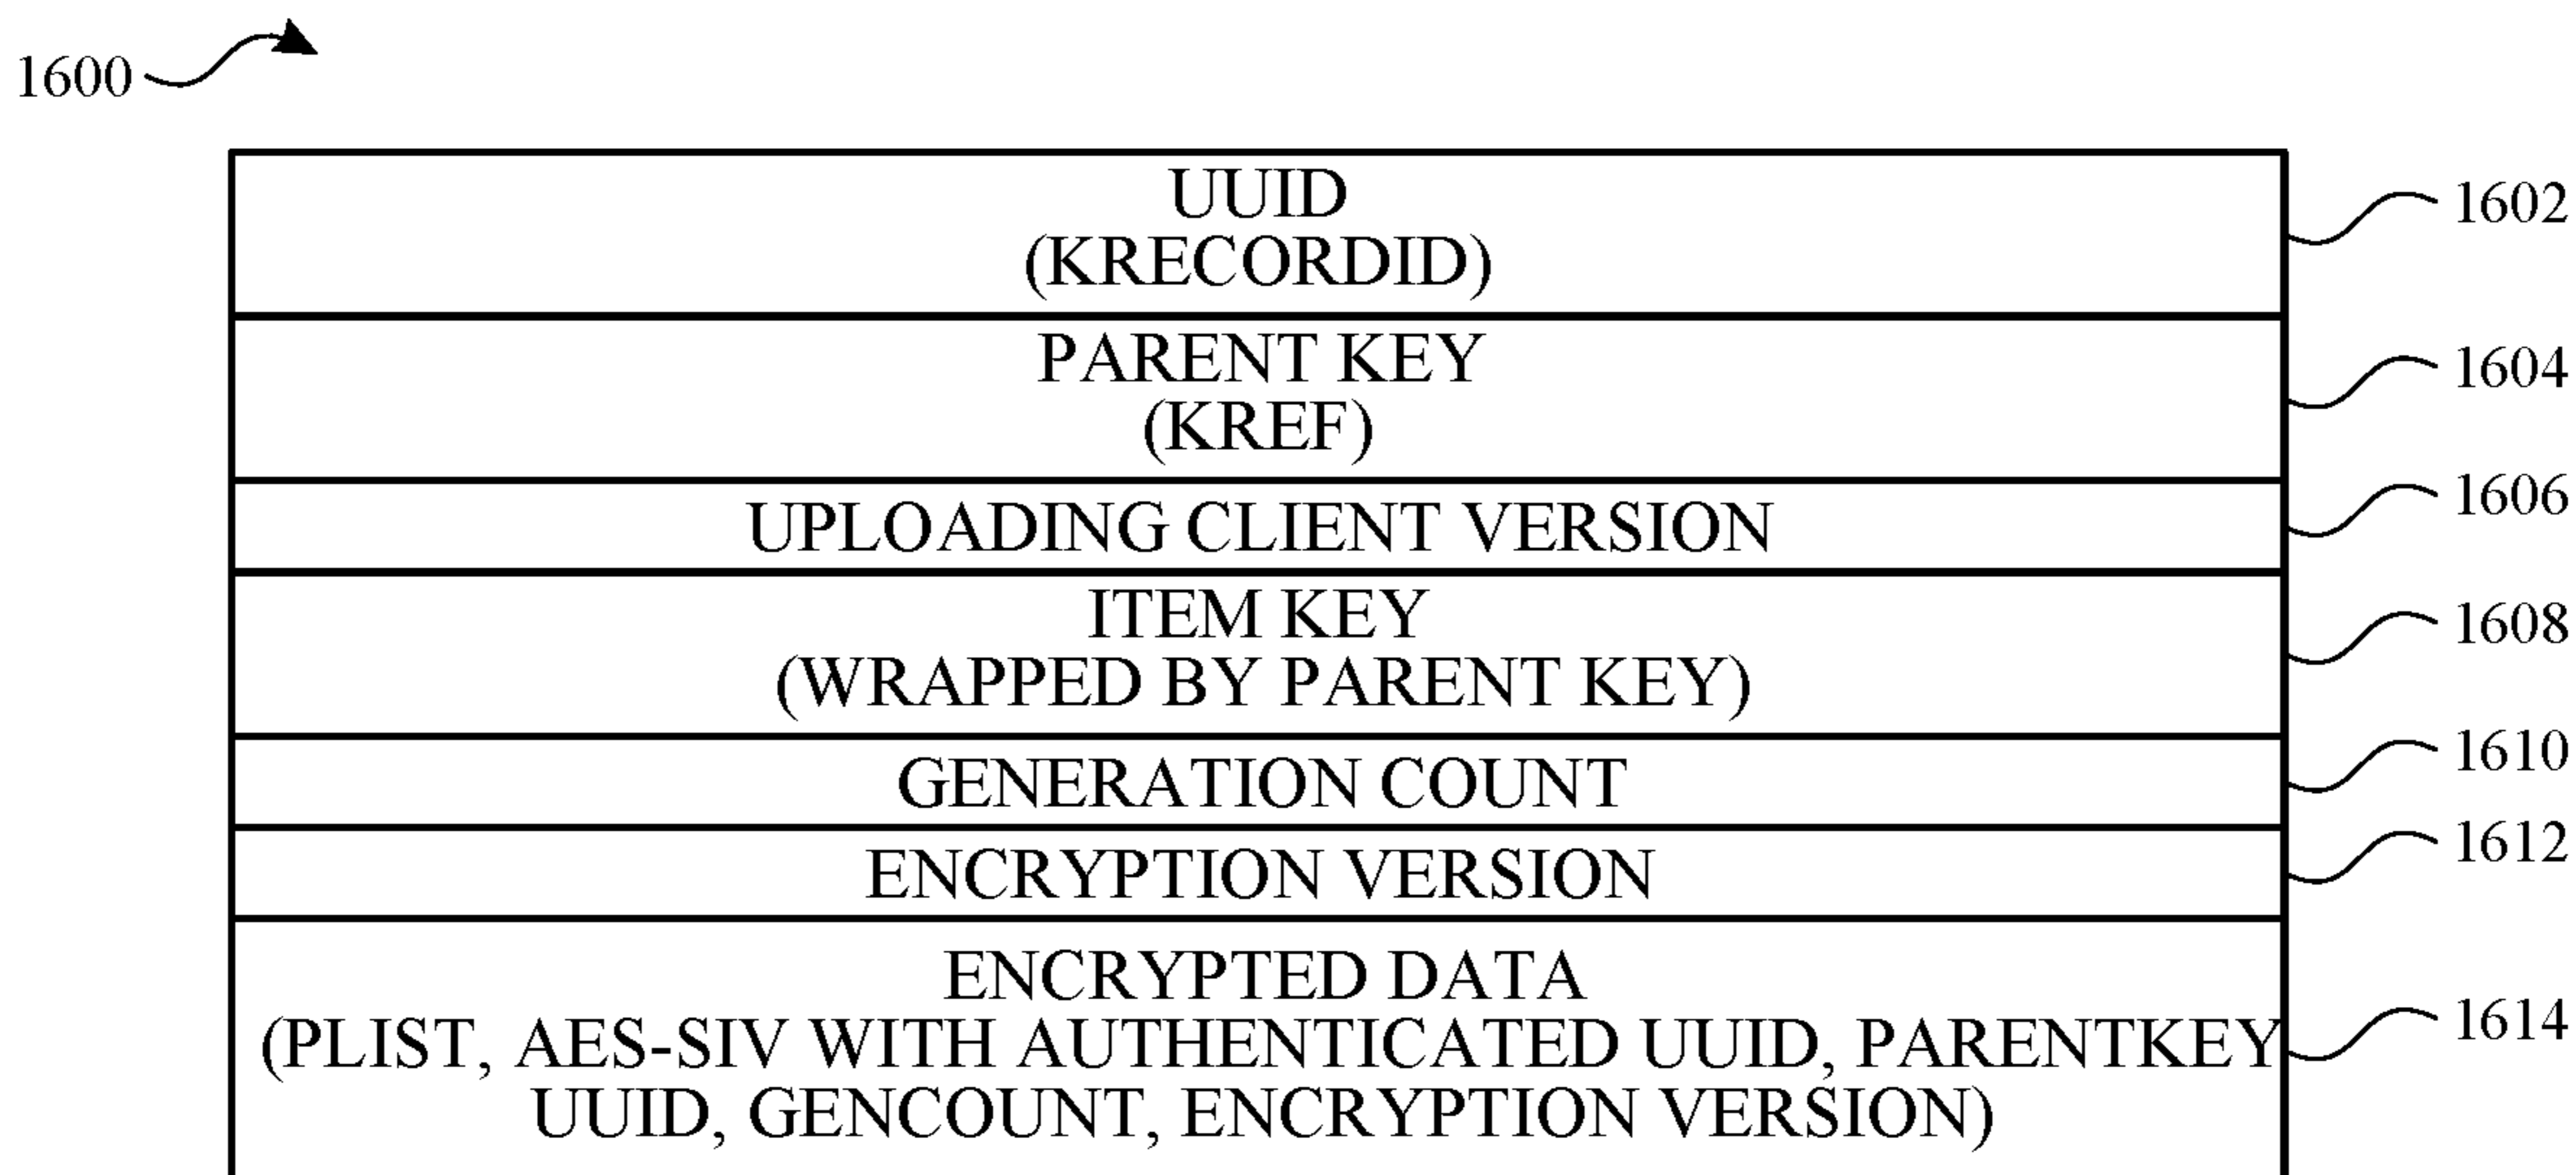 1600
UUID
(KRECORDID)
1602
PARENT KEY
(KREF)
1604
UPLOADING CLIENT VERSION
1606
ITEM KEY
(WRAPPED BY PARENT KEY)
1608
GENERATION COUNT
1610
ENCRYPTION VERSION
1612
ENCRYPTED DATA
(PLIST, AES-SIV WITH AUTHENTICATED UUID, PARENTKEY
UUID, GENCOUNT, ENCRYPTION VERSION)
1614